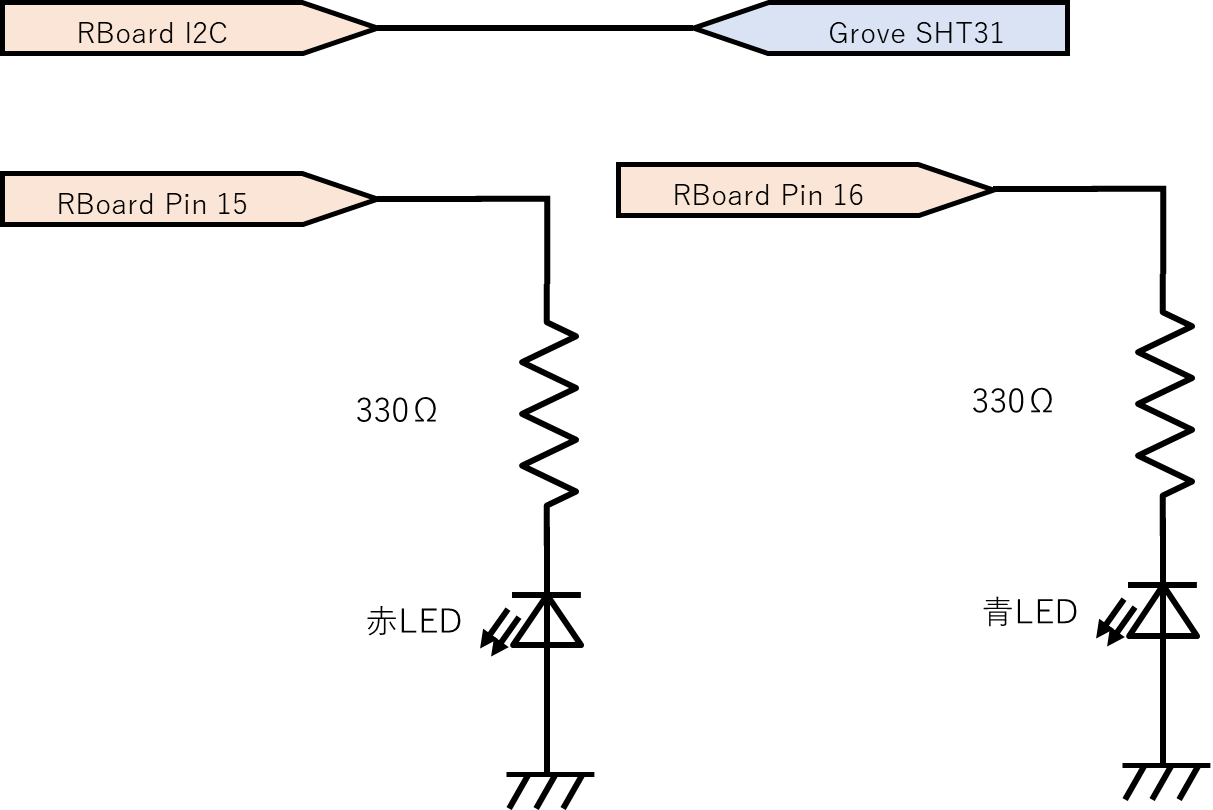 RBoard I2C
Grove SHT31
RBoard Pin 15
RBoard Pin 16
330Ω
330Ω
赤LED
青LED